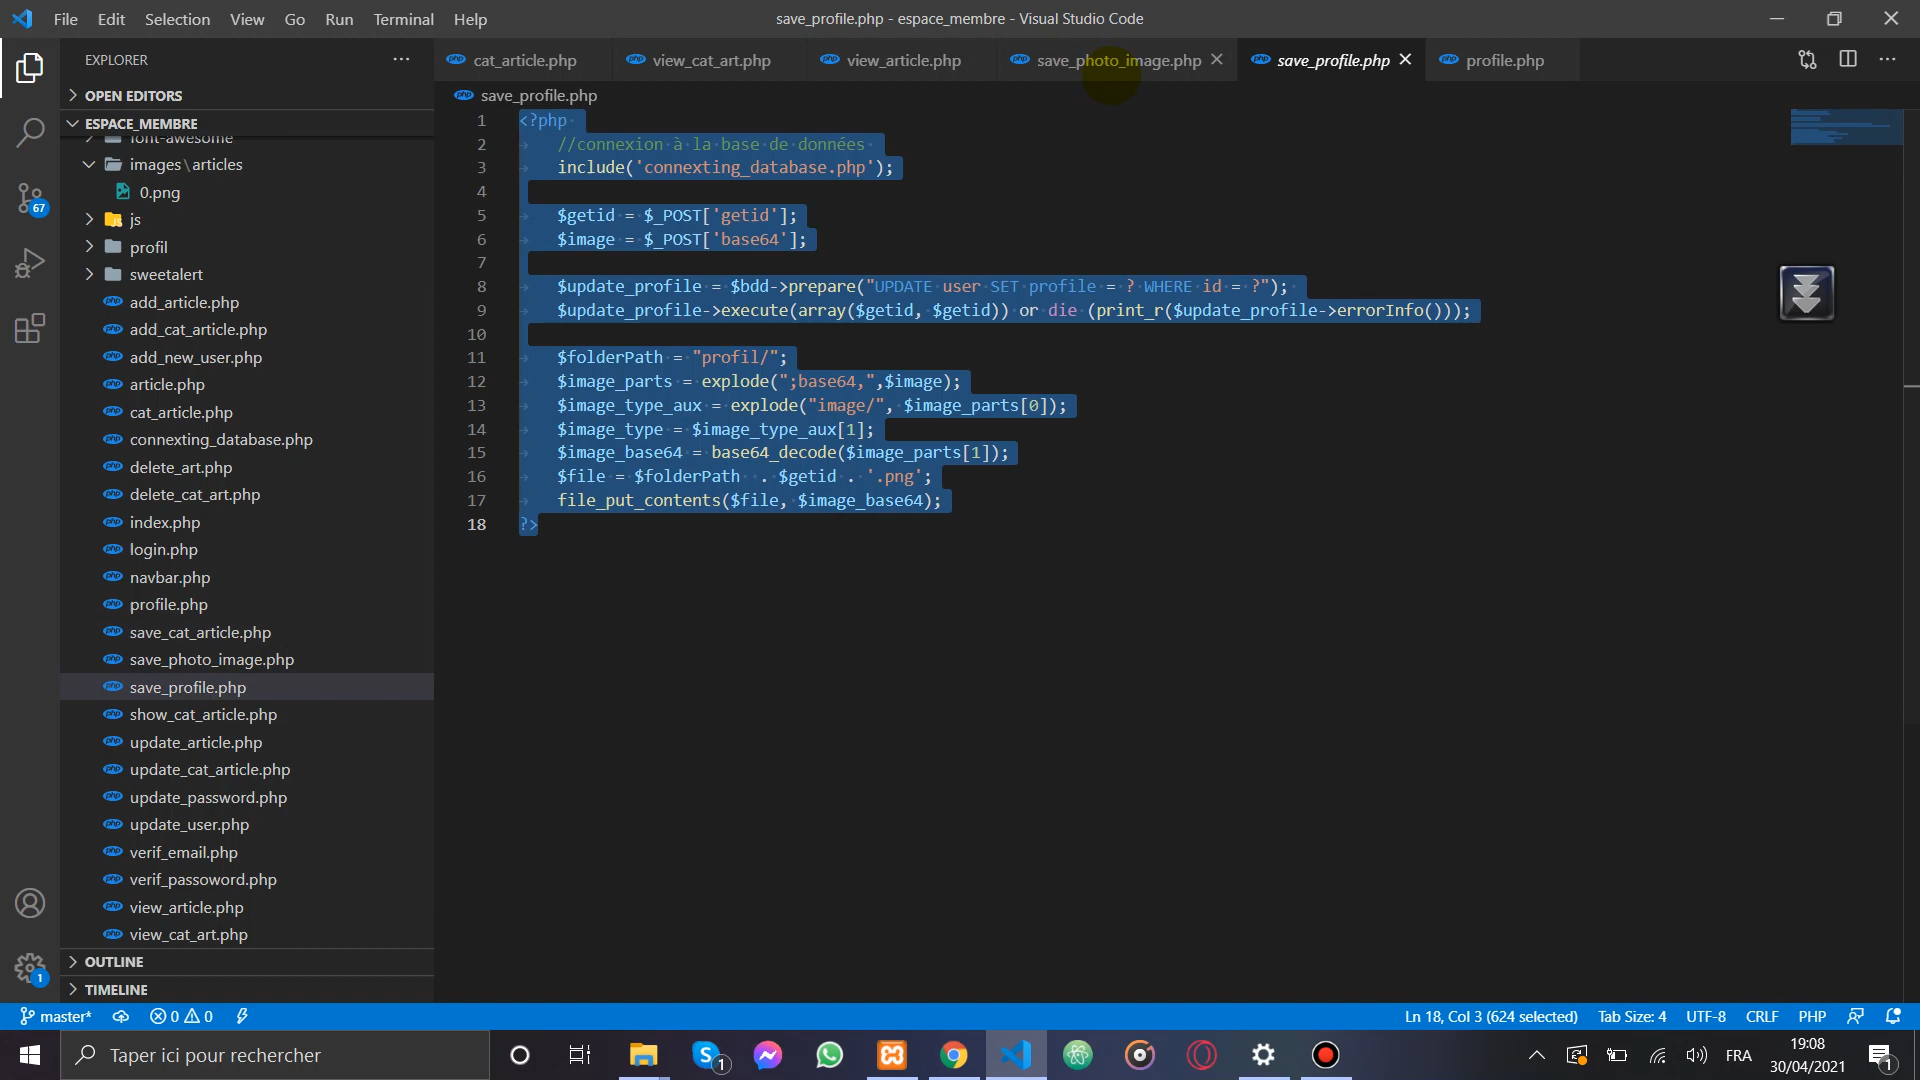 File Edit Selection View Go Run Terminal Help
save_profile.php - espace_membre - Visual Studio Code
EXPLORER
OPEN EDITORS
ESPACE_MEMBRE
font-awesome
images\articles
0.png
js
profil
sweetalert
add_article.php
add_cat_article.php
add_new_user.php
article.php
cat_article.php
connexting_database.php
delete_art.php
delete_cat_art.php
index.php
login.php
navbar.php
profile.php
save_cat_article.php
save_photo_image.php
save_profile.php
show_cat_article.php
update_article.php
update_cat_article.php
update_password.php
update_user.php
verif_email.php
verif_passoword.php
view_article.php
view_cat_art.php
OUTLINE
TIMELINE
67
1
cat_article.php view_cat_art.php view_article.php save_photo_image.php save_profile.php profile.php
save_profile.php
1 <?php
2 //connexion à la base de données
3 include('connexting_database.php');
4
5 $getid = $_POST['getid'];
6 $image = $_POST['base64'];
7
8 $update_profile = $bdd->prepare("UPDATE user SET profile = ? WHERE id = ?");
9 $update_profile->execute(array($getid, $getid)) or die (print_r($update_profile->errorInfo()));
10
11 $folderPath = "profil/";
12 $image_parts = explode(";base64,",$image);
13 $image_type_aux = explode("image/", $image_parts[0]);
14 $image_type = $image_type_aux[1];
15 $image_base64 = base64_decode($image_parts[1]);
16 $file = $folderPath . $getid . '.png';
17 file_put_contents($file, $image_base64);
18 ?>
master* 0 0 Ln 18, Col 3 (624 selected) Tab Size: 4 UTF-8 CRLF PHP
Taper ici pour rechercher
1
FRA
19:08
30/04/2021
1